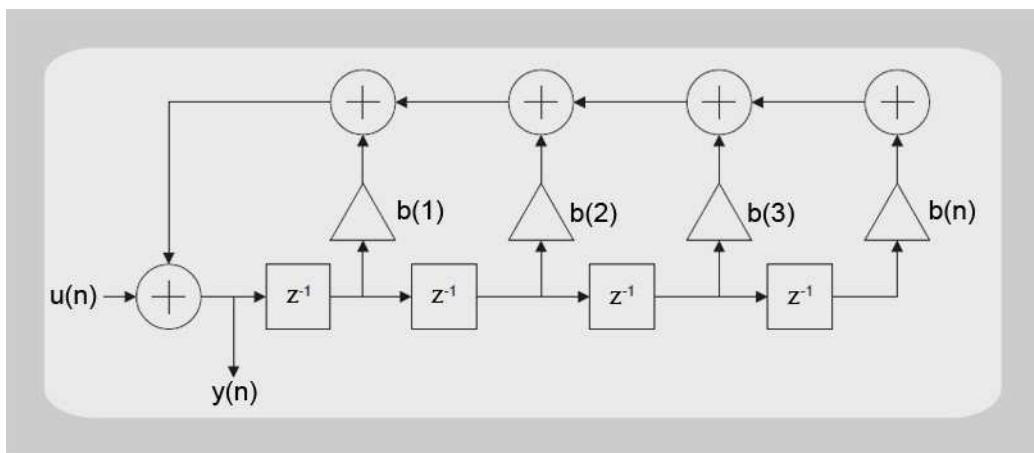 b(1) b(2) b(3) b(n)
u(n) z⁻¹ z⁻¹ z⁻¹ z⁻¹
y(n)